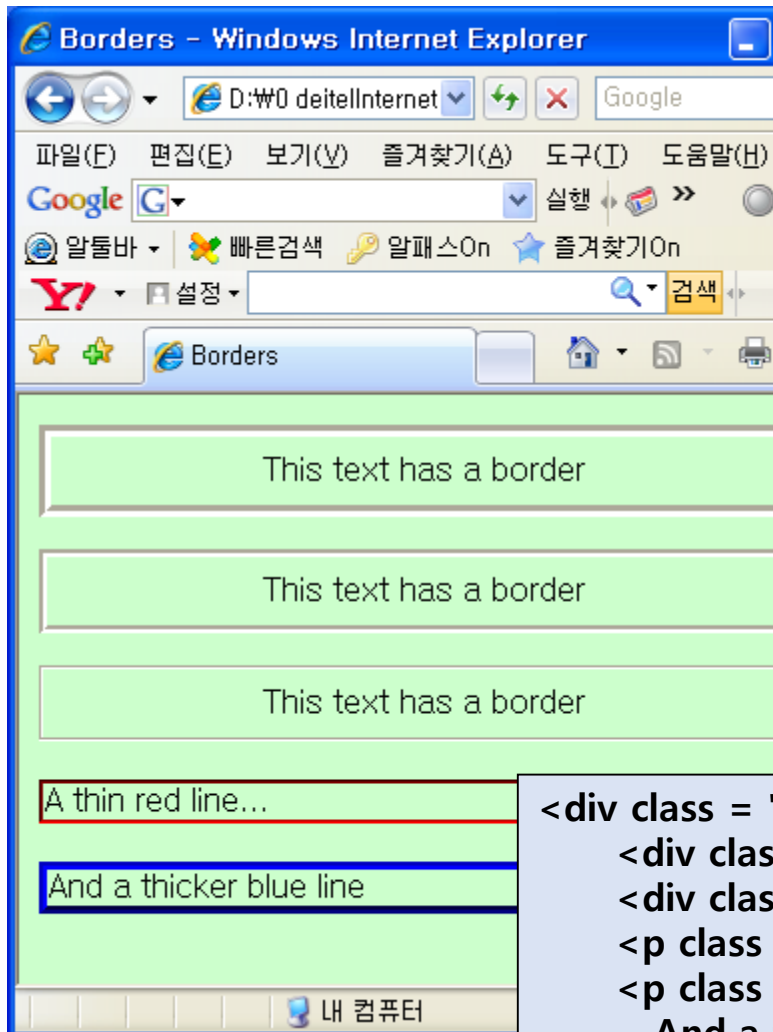 Borders - Windows Internet Explorer
D:₩0 deitelInternet
Google
파일(F) 편집(E) 보기(V) 즐겨찾기(A) 도구(T) 도움말(H)
Google G 실행 »
알툴바 빠른검색 알패스On 즐겨찾기On
Y! 설정 검색
Borders
This text has a border
This text has a border
This text has a border
A thin red line...
And a thicker blue line
<div class = "
<div clas
<div clas
<p class
<p class
And a
내 컴퓨터